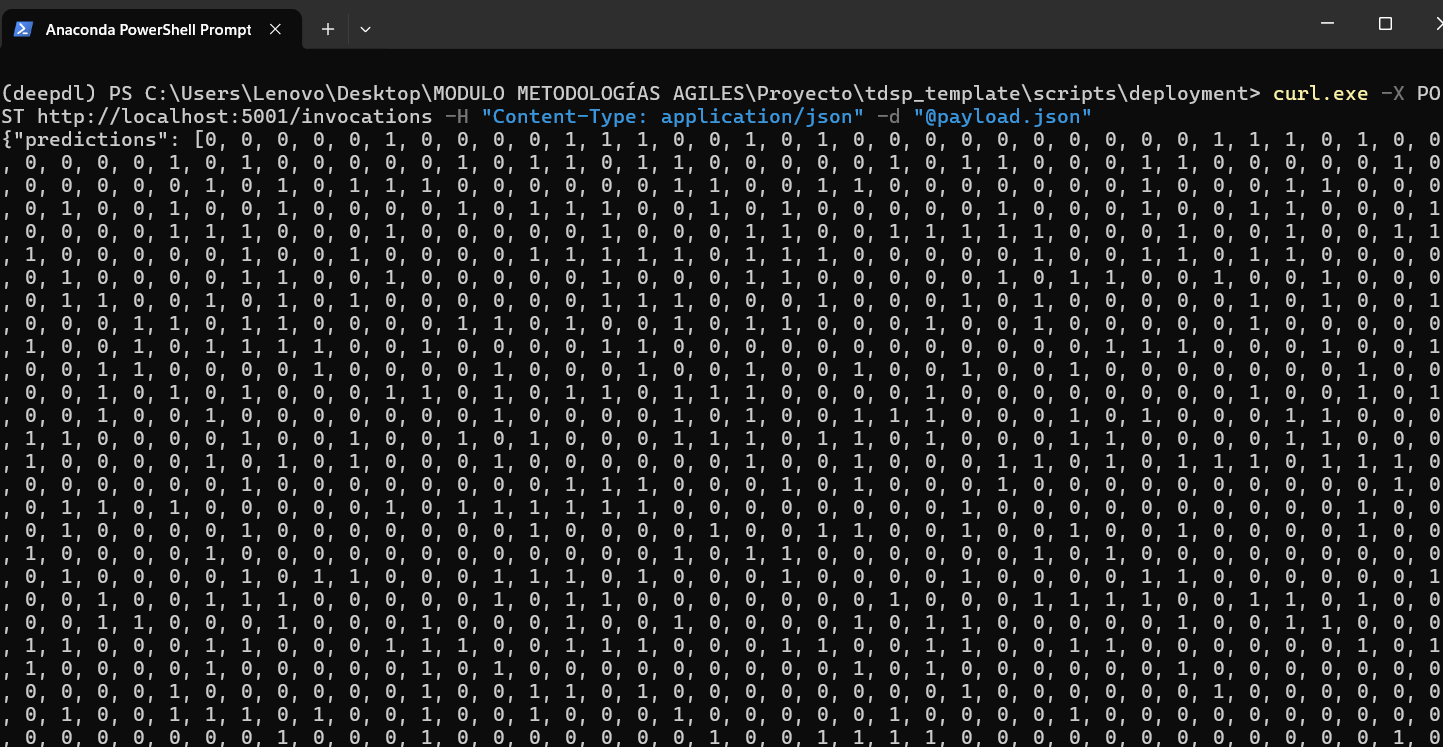 Anaconda PowerShell Prompt
(deepdl) PS C:\Users\Lenovo\Desktop\MODULO METODOLOGÍAS AGILES\Proyecto\tdsp_template\scripts\deployment> curl.exe -X PO
ST http://localhost:5001/invocations -H "Content-Type: application/json" -d "@payload.json"
{"predictions": [0, 0, 0, 0, 0, 1, 0, 0, 0, 0, 1, 1, 1, 0, 0, 1, 0, 1, 0, 0, 0, 0, 0, 0, 0, 0, 0, 0, 1, 1, 1, 0, 1, 0, 0
, 0, 0, 0, 0, 1, 0, 1, 0, 0, 0, 0, 0, 1, 0, 1, 1, 0, 1, 1, 0, 0, 0, 0, 0, 1, 0, 1, 1, 0, 0, 0, 1, 1, 0, 0, 0, 0, 0, 1, 0
, 0, 0, 0, 0, 0, 1, 0, 1, 0, 1, 1, 1, 0, 0, 0, 0, 0, 0, 1, 1, 0, 0, 1, 1, 0, 0, 0, 0, 0, 0, 0, 1, 0, 0, 0, 1, 1, 0, 0, 0
, 0, 1, 0, 0, 1, 0, 0, 1, 0, 0, 0, 0, 1, 0, 1, 1, 1, 0, 0, 1, 0, 1, 0, 0, 0, 0, 0, 1, 0, 0, 0, 1, 0, 0, 1, 1, 0, 0, 0, 1
, 0, 0, 0, 0, 1, 1, 1, 0, 0, 0, 1, 0, 0, 0, 0, 0, 1, 0, 0, 0, 1, 1, 0, 0, 1, 1, 1, 1, 1, 0, 0, 0, 1, 0, 0, 1, 0, 0, 1, 1
, 1, 0, 0, 0, 0, 0, 1, 0, 0, 1, 0, 0, 0, 0, 1, 1, 1, 1, 1, 0, 1, 1, 1, 0, 0, 0, 0, 0, 1, 0, 0, 1, 1, 0, 1, 1, 0, 0, 0, 0
, 0, 1, 0, 0, 0, 0, 1, 1, 0, 0, 1, 0, 0, 0, 0, 0, 1, 0, 0, 0, 1, 1, 0, 0, 0, 0, 0, 1, 0, 1, 1, 0, 0, 1, 0, 0, 1, 0, 0, 0
, 0, 1, 1, 0, 0, 1, 0, 1, 0, 1, 0, 0, 0, 0, 0, 0, 1, 1, 1, 0, 0, 0, 1, 0, 0, 0, 1, 0, 1, 0, 0, 0, 0, 0, 1, 0, 1, 0, 0, 1
, 0, 0, 0, 1, 1, 0, 1, 1, 0, 0, 0, 0, 1, 1, 0, 1, 0, 0, 1, 0, 1, 1, 0, 0, 0, 1, 0, 0, 1, 0, 0, 0, 0, 0, 1, 0, 0, 0, 0, 0
, 1, 0, 0, 1, 0, 1, 1, 1, 1, 0, 0, 1, 0, 0, 0, 0, 1, 1, 0, 0, 0, 0, 0, 0, 0, 0, 0, 0, 0, 0, 1, 1, 1, 0, 0, 0, 1, 0, 0, 1
, 0, 0, 1, 1, 0, 0, 0, 0, 1, 0, 0, 0, 0, 1, 0, 0, 0, 1, 0, 0, 1, 0, 0, 1, 0, 0, 1, 0, 0, 1, 0, 0, 0, 0, 0, 0, 0, 1, 0, 0
, 0, 0, 1, 0, 1, 0, 1, 0, 0, 0, 1, 1, 0, 1, 0, 1, 1, 0, 1, 1, 1, 0, 0, 0, 0, 1, 0, 0, 0, 0, 0, 0, 0, 0, 1, 0, 0, 1, 0, 1
, 0, 0, 1, 0, 0, 1, 0, 0, 0, 0, 0, 0, 0, 1, 0, 0, 0, 0, 1, 0, 1, 0, 0, 1, 1, 1, 0, 0, 0, 1, 0, 1, 0, 0, 0, 1, 1, 0, 0, 0
, 1, 1, 0, 0, 0, 0, 1, 0, 0, 1, 0, 0, 1, 0, 1, 0, 0, 0, 1, 1, 1, 0, 1, 1, 0, 1, 0, 0, 0, 1, 1, 0, 0, 0, 0, 1, 1, 0, 0, 0
, 1, 0, 0, 0, 0, 1, 0, 1, 0, 1, 0, 0, 0, 1, 0, 0, 0, 0, 0, 0, 1, 0, 0, 1, 0, 0, 0, 1, 1, 0, 1, 0, 1, 1, 1, 0, 1, 1, 1, 0
, 0, 0, 0, 0, 0, 0, 1, 0, 0, 0, 0, 0, 0, 0, 0, 1, 1, 1, 0, 0, 0, 1, 0, 1, 0, 0, 0, 1, 0, 0, 0, 0, 0, 0, 0, 0, 0, 0, 1, 0
, 0, 1, 1, 0, 1, 0, 0, 0, 0, 0, 1, 0, 1, 1, 1, 1, 1, 1, 0, 0, 0, 0, 0, 0, 0, 0, 1, 0, 0, 0, 0, 0, 0, 0, 0, 0, 0, 1, 0, 0
, 0, 1, 0, 0, 0, 0, 1, 0, 0, 0, 0, 0, 0, 0, 1, 0, 0, 0, 0, 1, 0, 0, 1, 1, 0, 0, 1, 0, 0, 1, 0, 0, 1, 0, 0, 0, 0, 1, 0, 0
, 1, 0, 0, 0, 0, 1, 0, 0, 0, 0, 0, 0, 0, 0, 0, 0, 0, 0, 1, 0, 1, 1, 0, 0, 0, 0, 0, 0, 1, 0, 1, 0, 0, 0, 0, 0, 0, 0, 0, 0
, 0, 1, 0, 0, 0, 0, 1, 0, 1, 1, 0, 0, 0, 1, 1, 1, 0, 1, 0, 0, 0, 1, 0, 0, 0, 0, 1, 0, 0, 0, 0, 1, 1, 0, 0, 0, 0, 0, 0, 1
, 0, 0, 1, 0, 0, 1, 1, 1, 0, 0, 0, 0, 0, 1, 0, 1, 1, 0, 0, 0, 0, 0, 0, 0, 1, 0, 0, 0, 1, 1, 1, 1, 0, 0, 1, 1, 0, 1, 0, 0
, 0, 0, 1, 1, 0, 0, 0, 1, 0, 0, 0, 1, 0, 0, 0, 1, 0, 0, 1, 0, 0, 0, 0, 1, 0, 1, 1, 0, 0, 0, 0, 0, 1, 0, 0, 1, 1, 0, 0, 0
, 1, 1, 0, 0, 0, 1, 1, 0, 0, 0, 1, 1, 1, 0, 0, 1, 1, 1, 0, 0, 0, 1, 1, 0, 0, 1, 1, 0, 0, 1, 1, 0, 0, 0, 0, 0, 0, 1, 0, 1
, 1, 0, 0, 0, 0, 1, 0, 0, 0, 0, 0, 1, 0, 1, 0, 0, 0, 0, 0, 0, 0, 0, 0, 1, 0, 1, 0, 0, 0, 0, 0, 0, 1, 0, 0, 0, 0, 0, 0, 0
, 0, 0, 0, 0, 1, 0, 0, 0, 0, 0, 0, 1, 0, 0, 1, 1, 0, 1, 0, 0, 0, 0, 0, 0, 0, 0, 1, 0, 0, 0, 0, 0, 0, 1, 0, 0, 0, 0, 0, 0
, 0, 1, 0, 0, 1, 1, 1, 0, 1, 0, 0, 1, 0, 0, 1, 0, 0, 0, 1, 0, 0, 0, 0, 0, 1, 0, 0, 0, 0, 1, 0, 0, 0, 0, 0, 0, 0, 0, 0, 0
, 0, 0, 0, 0, 0, 0, 0, 1, 0, 0, 0, 1, 0, 0, 0, 0, 0, 0, 0, 1, 0, 0, 1, 1, 1, 1, 0, 0, 0, 0, 0, 0, 0, 0, 0, 0, 0, 0, 1, 0